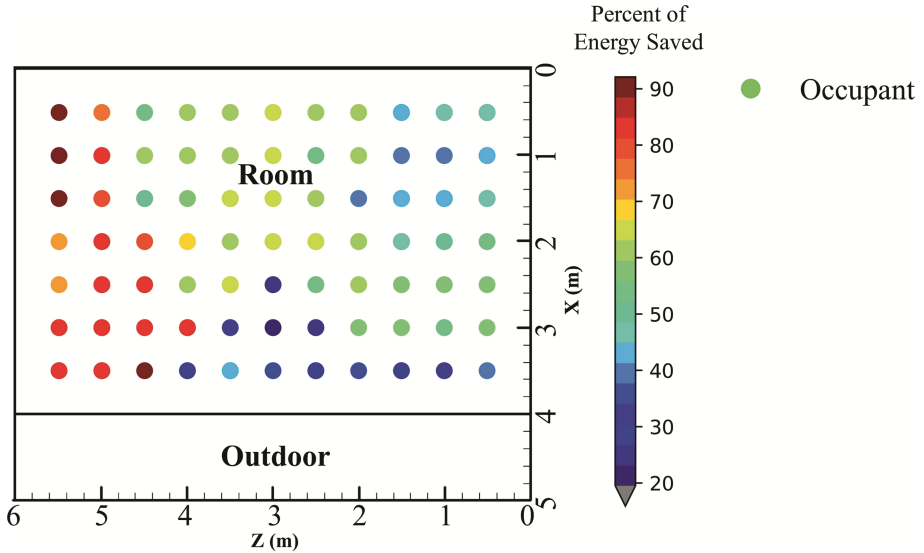 Percent of
Energy Saved
Occupant
Room
Outdoor
0
1
2
3
4
5
X (m)
6 5 4 3 2 1 0
Z (m)
90
80
70
60
50
40
30
20